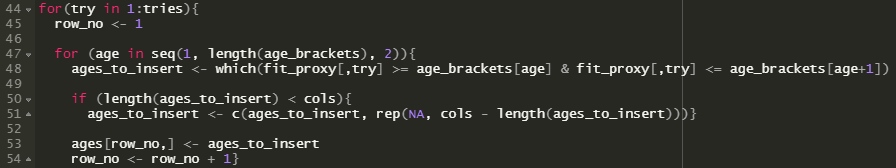 44 for(try in 1:tries){
45   row_no <- 1
46
47   for (age in seq(1, length(age_brackets), 2)){
48     ages_to_insert <- which(fit_proxy[,try] >= age_brackets[age] & fit_proxy[,try] <= age_brackets[age+1])
49
50     if (length(ages_to_insert) < cols){
51       ages_to_insert <- c(ages_to_insert, rep(NA, cols - length(ages_to_insert)))}
52
53     ages[row_no,] <- ages_to_insert
54     row_no <- row_no + 1}